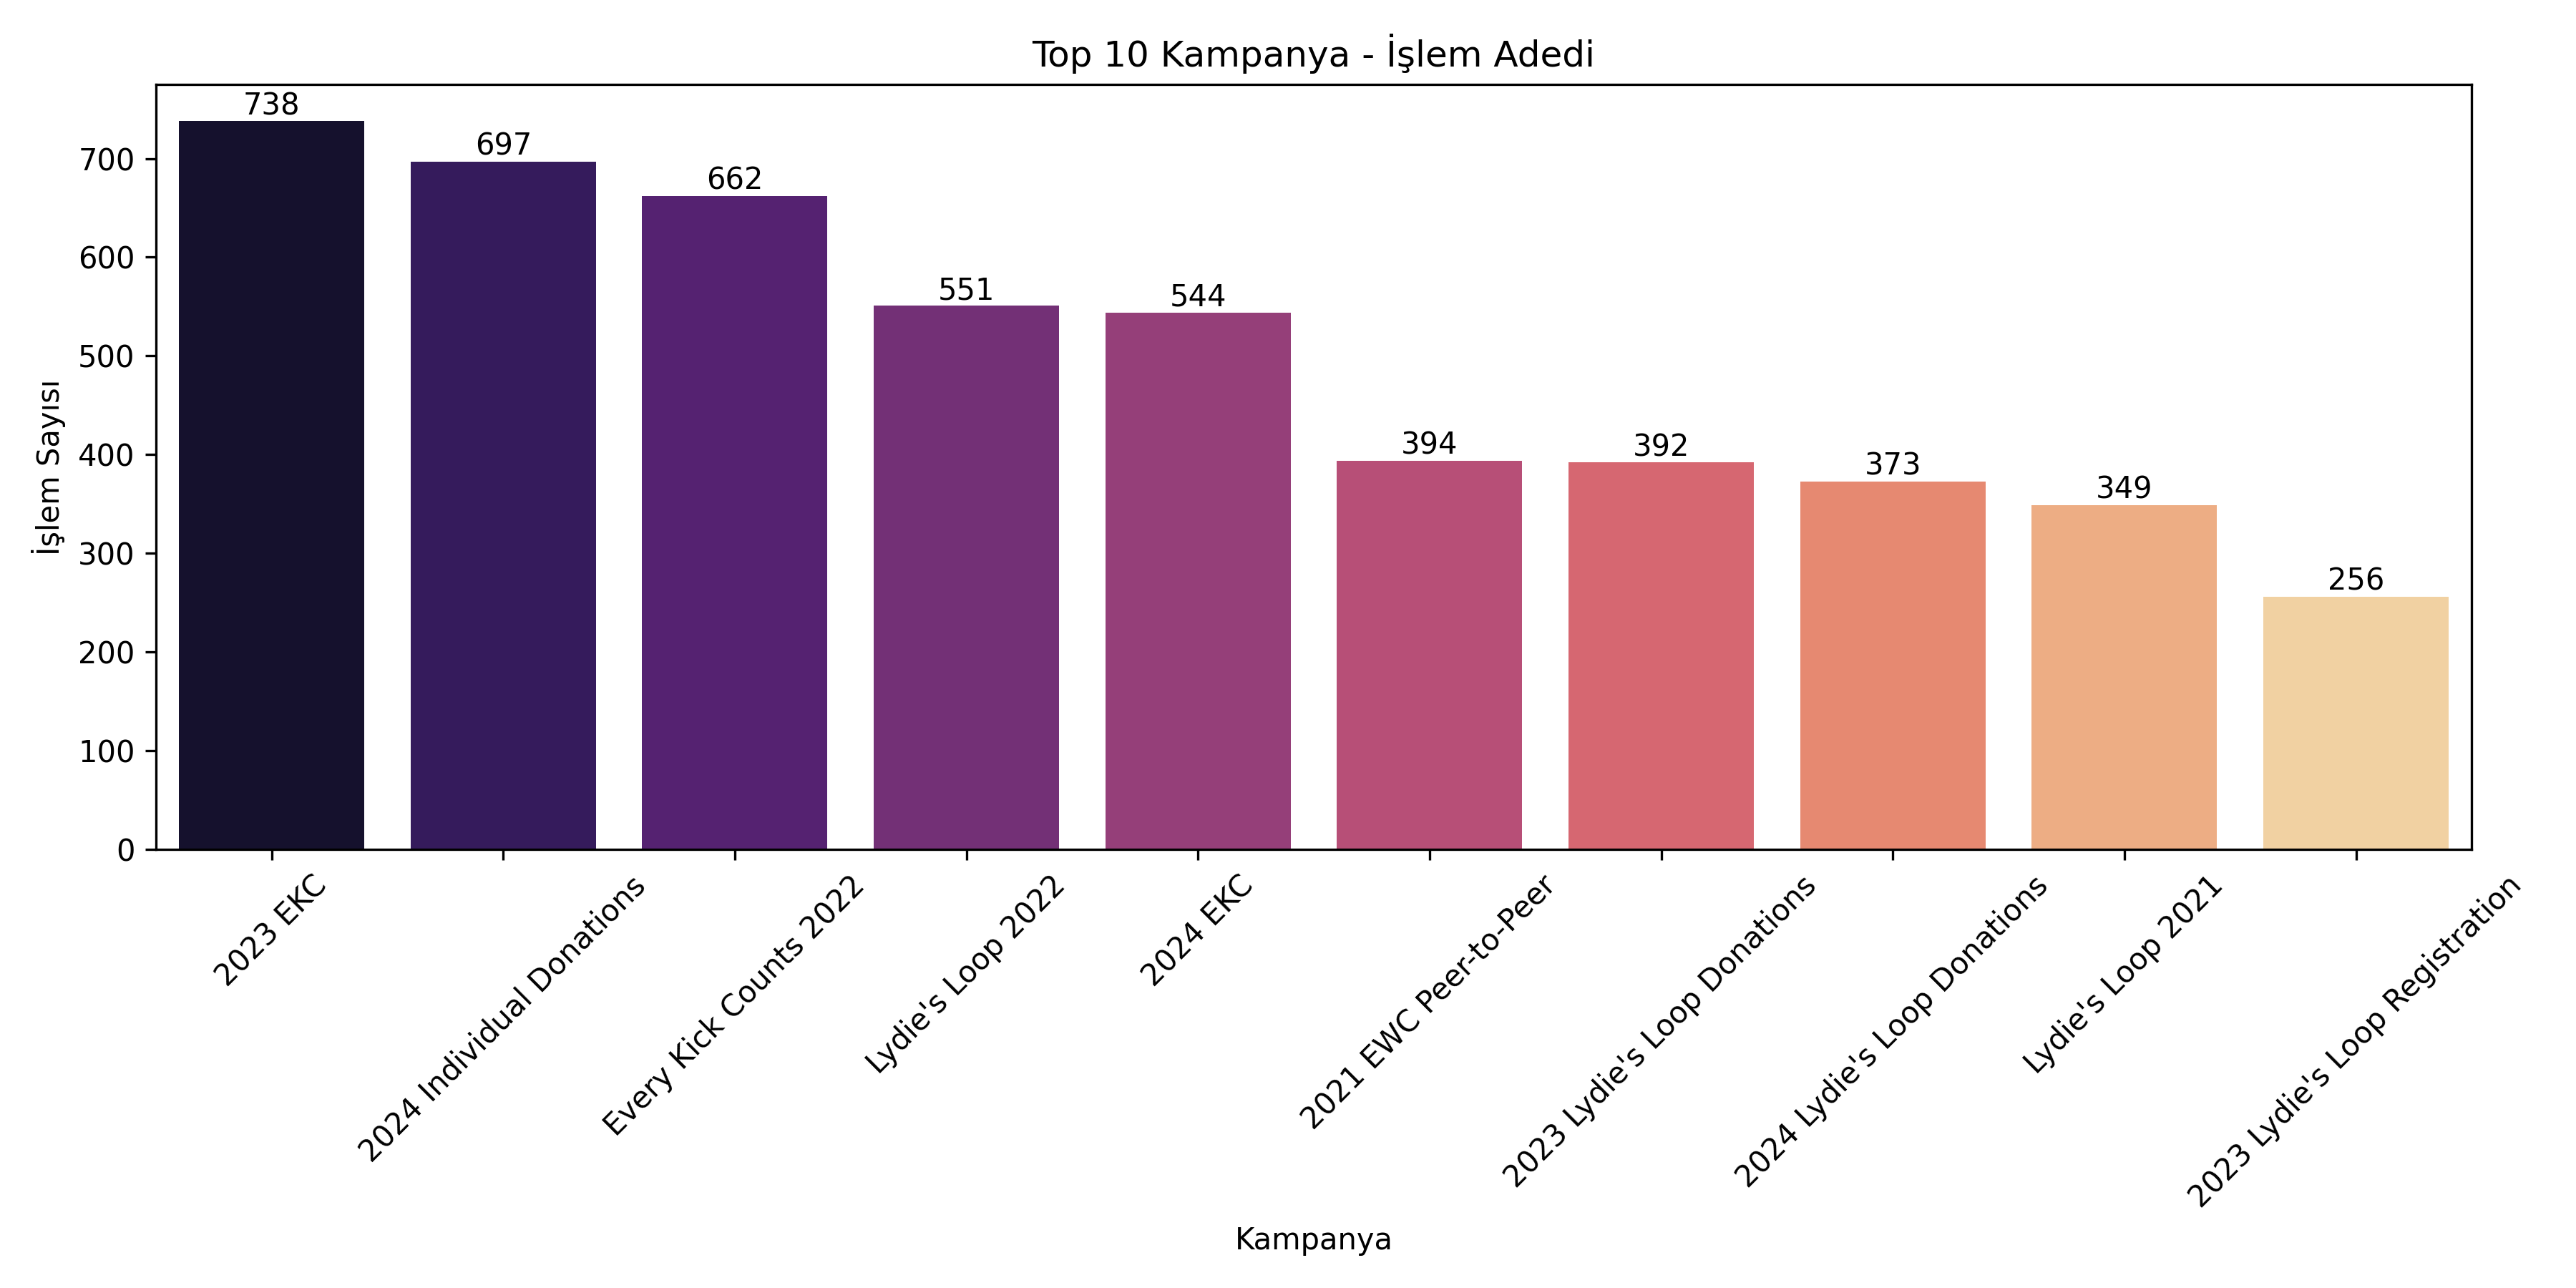 Top 10 Kampanya - İşlem Adedi
İşlem Sayısı
700
600
500
400
300
200
100
0
738
697
662
551
544
394
392
373
349
256
2023 EKC
2024 Individual Donations
Every Kick Counts 2022
Lydie's Loop 2022
2024 EKC
2021 EWC Peer-to-Peer
2023 Lydie's Loop Donations
2024 Lydie's Loop Donations
Lydie's Loop 2021
2023 Lydie's Loop Registration
Kampanya